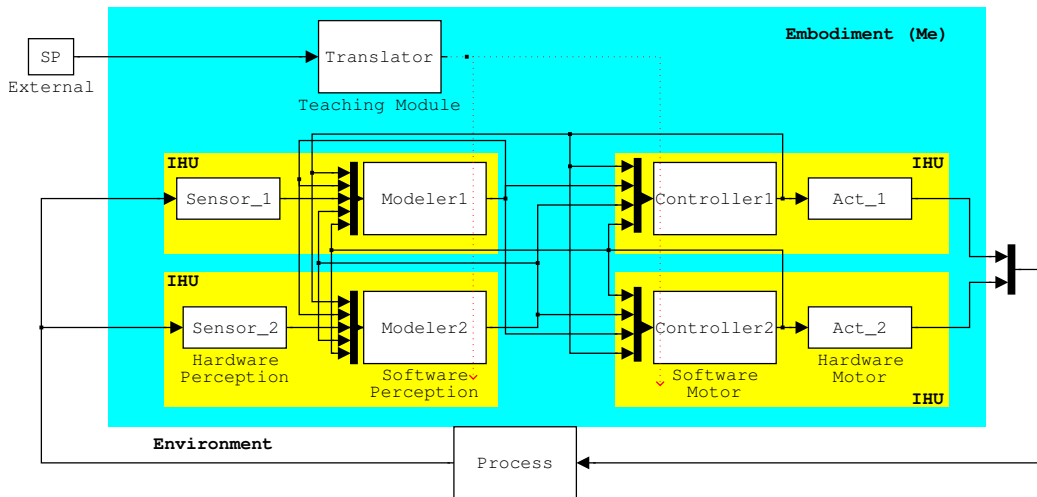 Embodiment (Me)
SP
External
Translator
Teaching Module
IHU
IHU
Sensor_1
Modeler1
Controller1
Act_1
IHU
Sensor_2
Modeler2
Controller2
Act_2
Hardware
Perception
Software
Perception
Software
Motor
Hardware
Motor
IHU
Environment
Process